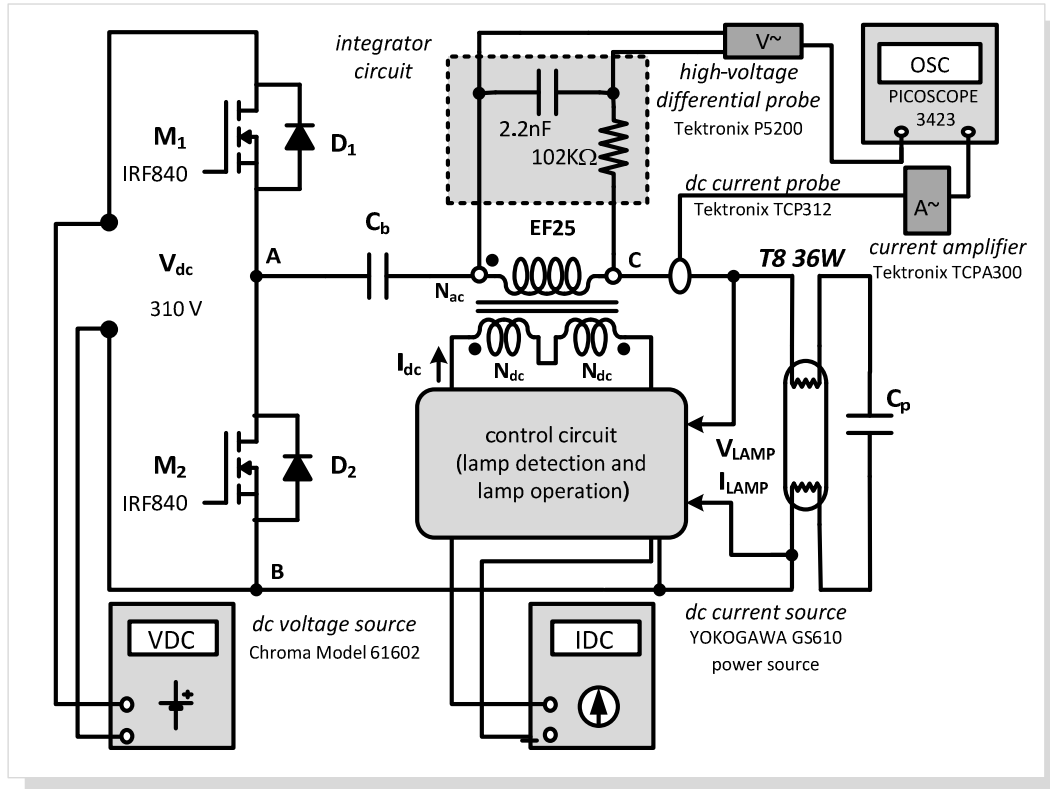 integrator
circuit
V~
high-voltage
differential probe
Tektronix P5200
OSC
PICOSCOPE
3423
2.2nF
102KΩ
M1
IRF840
D1
dc current probe
Tektronix TCP312
A~
current amplifier
Tektronix TCPA300
EF25
Cb
A
C
T8 36W
Vdc
310 V
Nac
Idc
Ndc
Ndc
Cp
control circuit
(lamp detection and
lamp operation)
VLAMP
ILAMP
M2
IRF840
D2
B
VDC
dc voltage source
Chroma Model 61602
IDC
dc current source
YOKOGAWA GS610
power source